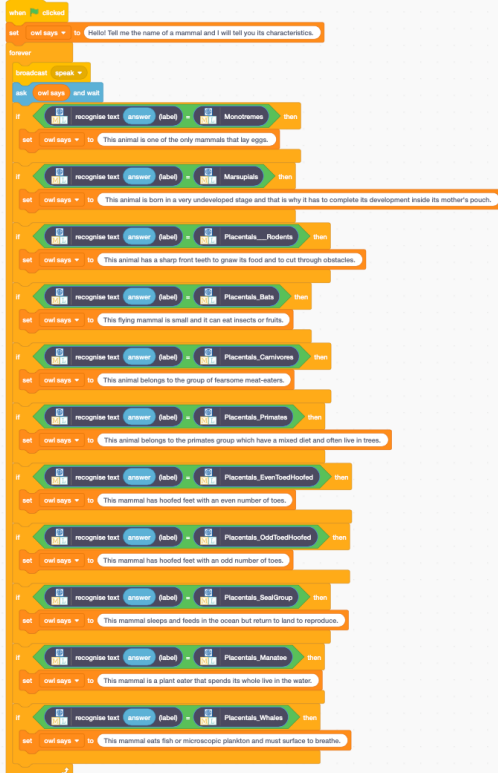 when clicked
set owl says to Hello! Tell me the name of a mammal and I will tell you its characteristics.
forever
broadcast speak
ask owl says and wait
if recognise text answer (label) = Monotremes then
set owl says to This animal is one of the only mammals that lay eggs.
if recognise text answer (label) = Marsupials then
set owl says to This animal is born in a very undeveloped stage and that is why it has to complete its development inside its mother's pouch.
if recognise text answer (label) = Placentals___Rodents then
set owl says to This animal has a sharp front teeth to gnaw its food and to cut through obstacles.
if recognise text answer (label) = Placentals_Bats then
set owl says to This flying mammal is small and it can eat insects or fruits.
if recognise text answer (label) = Placentals_Carnivores then
set owl says to This animal belongs to the group of fearsome meat-eaters.
if recognise text answer (label) = Placentals_Primates then
set owl says to This animal belongs to the primates group which have a mixed diet and often live in trees.
if recognise text answer (label) = Placentals_EvenToedHoofed then
set owl says to This mammal has hoofed feet with an even number of toes.
if recognise text answer (label) = Placentals_OddToedHoofed then
set owl says to This mammal has hoofed feet with an odd number of toes.
if recognise text answer (label) = Placentals_SealGroup then
set owl says to This mammal sleeps and feeds in the ocean but return to land to reproduce.
if recognise text answer (label) = Placentals_Manatee then
set owl says to This mammal is a plant eater that spends its whole live in the water.
if recognise text answer (label) = Placentals_Whales then
set owl says to This mammal eats fish or microscopic plankton and must surface to breathe.